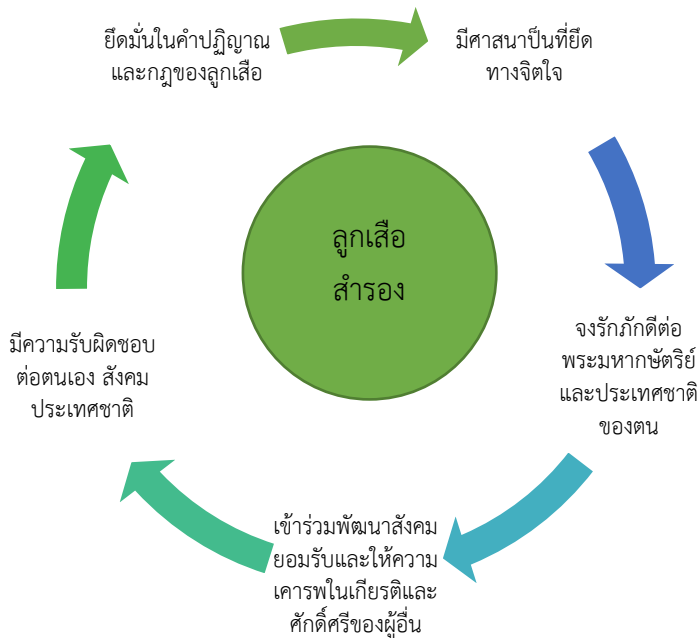 ยึดมั่นในคำปฏิญาณ
และกฎของลูกเสือ
มีศาสนาป็นที่ยึด
ทางจิตใจ
จงรักภักดีต่อ
พระมหากษัตริย์
และประเทศชาติ
ของตน
เข้าร่วมพัฒนาสังคม
ยอมรับและให้ความ
เคารพในเกียรติและ
ศักดิ์ศรีของผู้อื่น
มีความรับผิดชอบ
ต่อตนเอง สังคม
ประเทศชาติ
ลูกเสือ
สำรอง